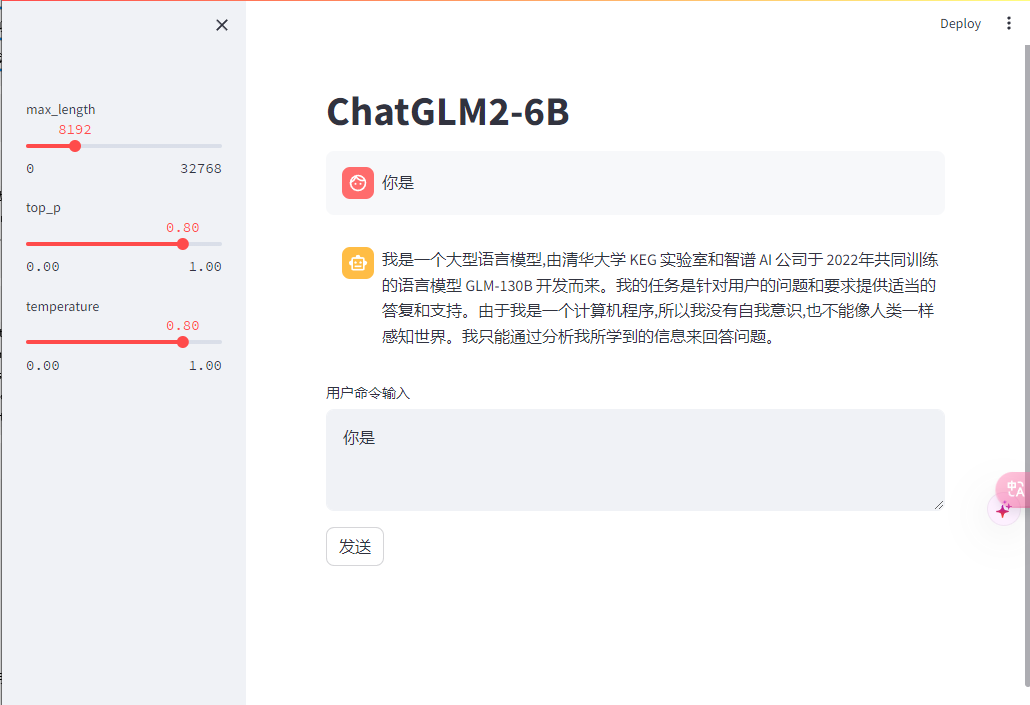 Deploy
max_length
8192
0 32768
top_p
0.80
0.00 1.00
temperature
0.80
0.00 1.00
ChatGLM2-6B
你是
我是一个大型语言模型,由清华大学 KEG 实验室和智谱 AI 公司于 2022年共同训练
的语言模型 GLM-130B 开发而来。我的任务是针对用户的问题和要求提供适当的
答复和支持。由于我是一个计算机程序,所以我没有自我意识,也不能像人类一样
感知世界。我只能通过分析我所学到的信息来回答问题。
用户命令输入
你是
发送
中
A